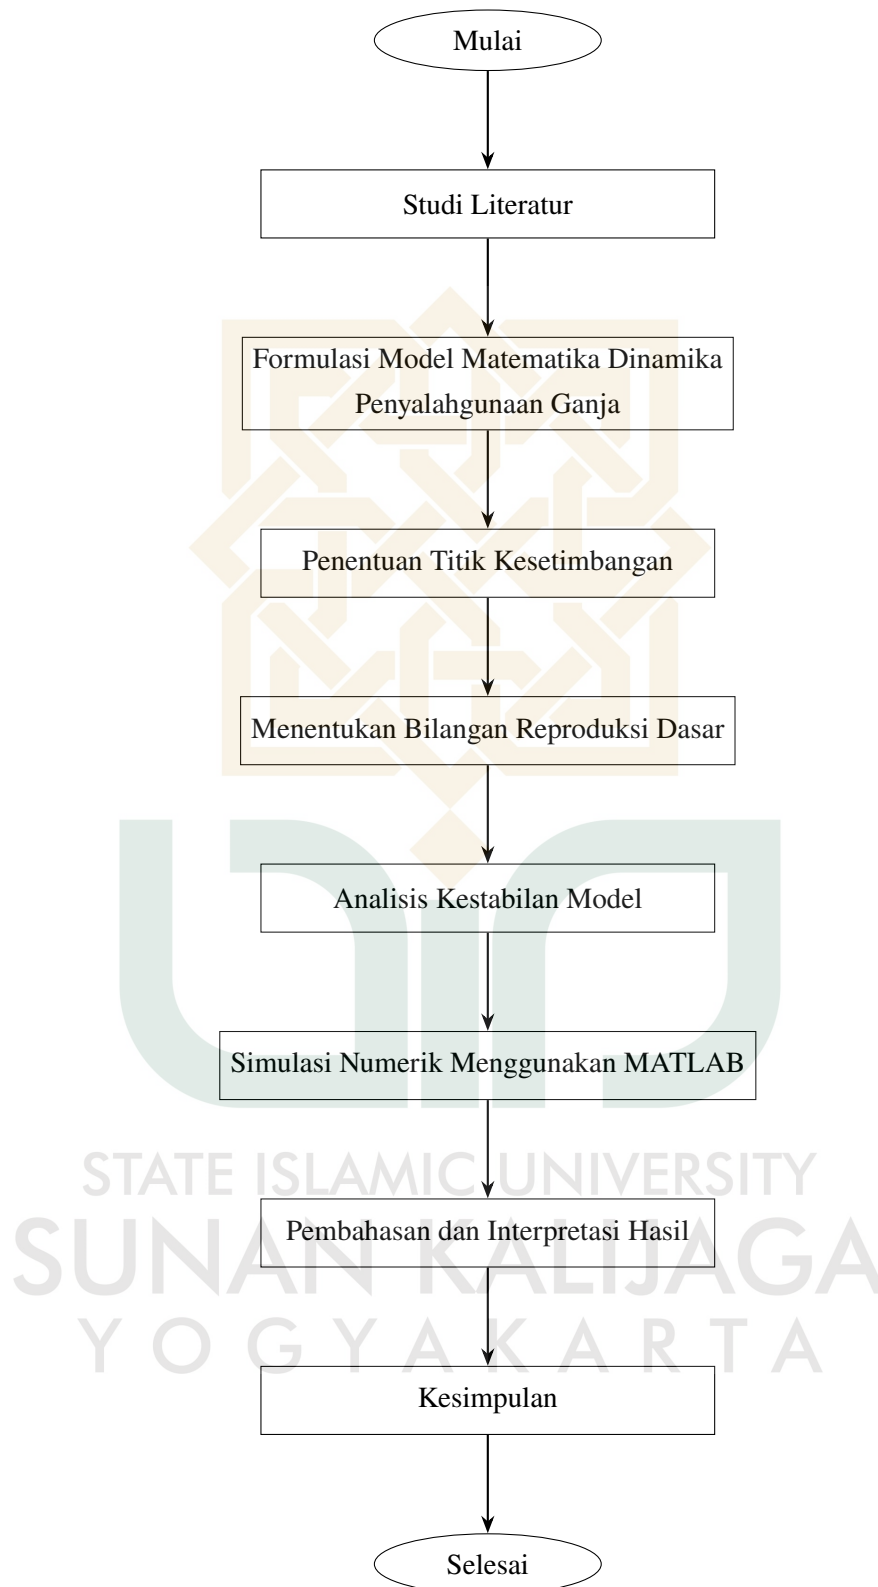 Mulai
Studi Literatur
Formulasi Model Matematika Dinamika
Penyalahgunaan Ganja
Penentuan Titik Kesetimbangan
Menentukan Bilangan Reproduksi Dasar
Analisis Kestabilan Model
Simulasi Numerik Menggunakan MATLAB
STATE ISLAMIC UNIVERSITY
Pembahasan dan Interpretasi Hasil
SUNAN KALIJAGA
YOGYAKARTA
Kesimpulan
Selesai